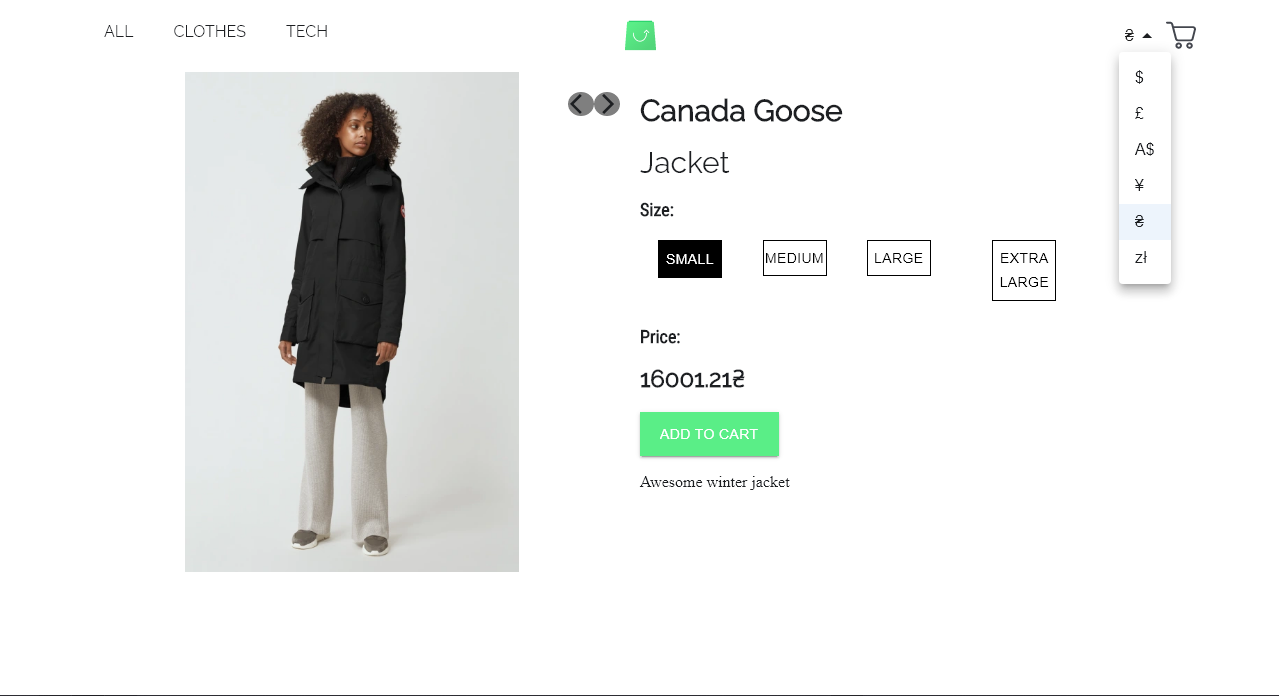 ALL CLOTHES TECH
₴
$
£
A$
¥
₴
zł
Canada Goose
Jacket
Size:
SMALL MEDIUM LARGE EXTRA
LARGE
Price:
16001.21₴
ADD TO CART
Awesome winter jacket